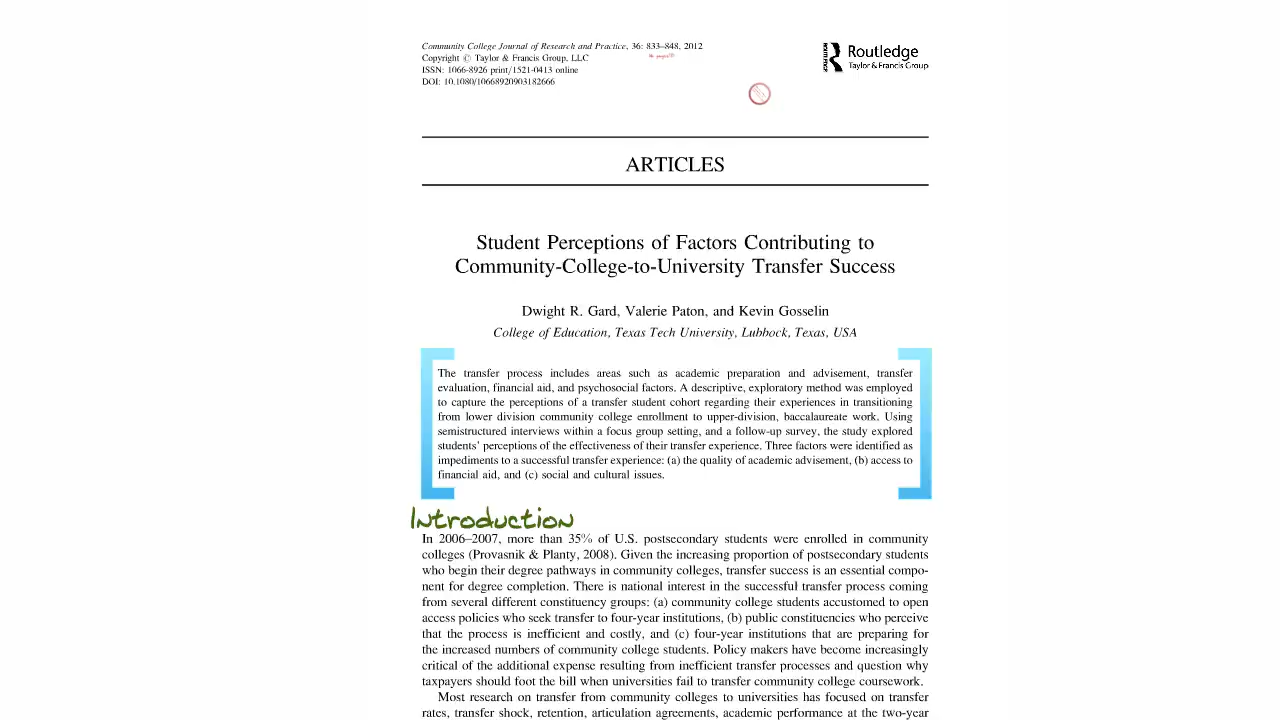 Community College Journal of Research and Practice, 36: 833–848, 2012
Copyright © Taylor & Francis Group, LLC
ISSN: 1066-8926 print/1521-0413 online
DOI: 10.1080/10668920903182666
Routledge
Taylor & Francis Group
ROUTLEDGE
ARTICLES
Student Perceptions of Factors Contributing to
Community-College-to-University Transfer Success
Dwight R. Gard, Valerie Paton, and Kevin Gosselin
College of Education, Texas Tech University, Lubbock, Texas, USA
The transfer process includes areas such as academic preparation and advisement, transfer
evaluation, financial aid, and psychosocial factors. A descriptive, exploratory method was employed
to capture the perceptions of a transfer student cohort regarding their experiences in transitioning
from lower division community college enrollment to upper-division, baccalaureate work. Using
semistructured interviews within a focus group setting, and a follow-up survey, the study explored
students' perceptions of the effectiveness of their transfer experience. Three factors were identified as
impediments to a successful transfer experience: (a) the quality of academic advisement, (b) access to
financial aid, and (c) social and cultural issues.
Introduction
In 2006–2007, more than 35% of U.S. postsecondary students were enrolled in community
colleges (Provasnik & Planty, 2008). Given the increasing proportion of postsecondary students
who begin their degree pathways in community colleges, transfer success is an essential compo-
nent for degree completion. There is national interest in the successful transfer process coming
from several different constituency groups: (a) community college students accustomed to open
access policies who seek transfer to four-year institutions, (b) public constituencies who perceive
that the process is inefficient and costly, and (c) four-year institutions that are preparing for
the increased numbers of community college students. Policy makers have become increasingly
critical of the additional expense resulting from inefficient transfer processes and question why
taxpayers should foot the bill when universities fail to transfer community college coursework.
Most research on transfer from community colleges to universities has focused on transfer
rates, transfer shock, retention, articulation agreements, academic performance at the two-year